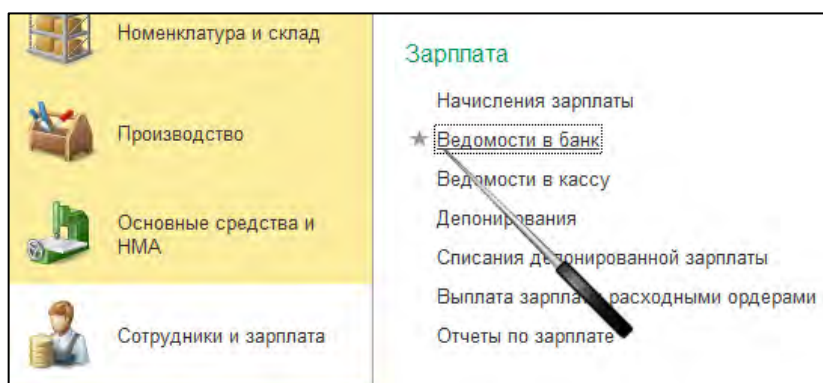 Номенклатура и склад
Производство
Основные средства и
НМА
Сотрудники и зарплата
Зарплата
Начисления зарплаты
Ведомости в банк
Ведомости в кассу
Депонирования
Списания депонированной зарплаты
Выплата зарплаты расходными ордерами
Отчеты по зарплате